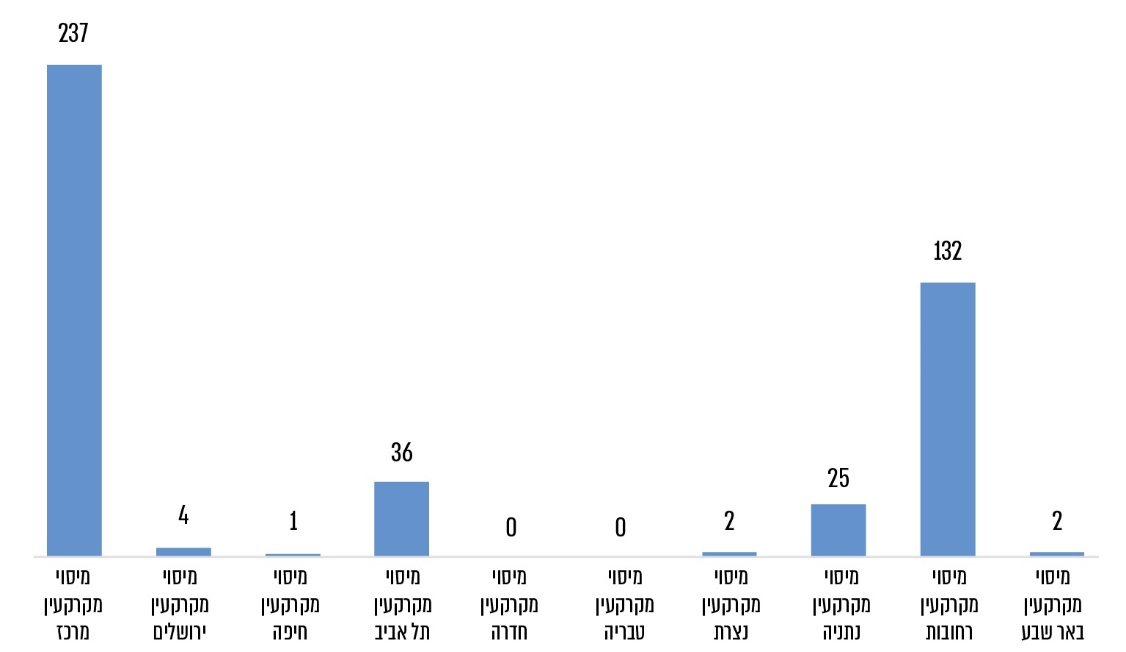 237
4
1
36
0
0
2
25
132
2
מיסוי
מקרקעין
מרכז
מיסוי
מקרקעין
ירושלים
מיסוי
מקרקעין
חיפה
מיסוי
מקרקעין
תל אביב
מיסוי
מקרקעין
חדרה
מיסוי
מקרקעין
טבריה
מיסוי
מקרקעין
נצרת
מיסוי
מקרקעין
נתניה
מיסוי
מקרקעין
רחובות
מיסוי
מקרקעין
באר שבע